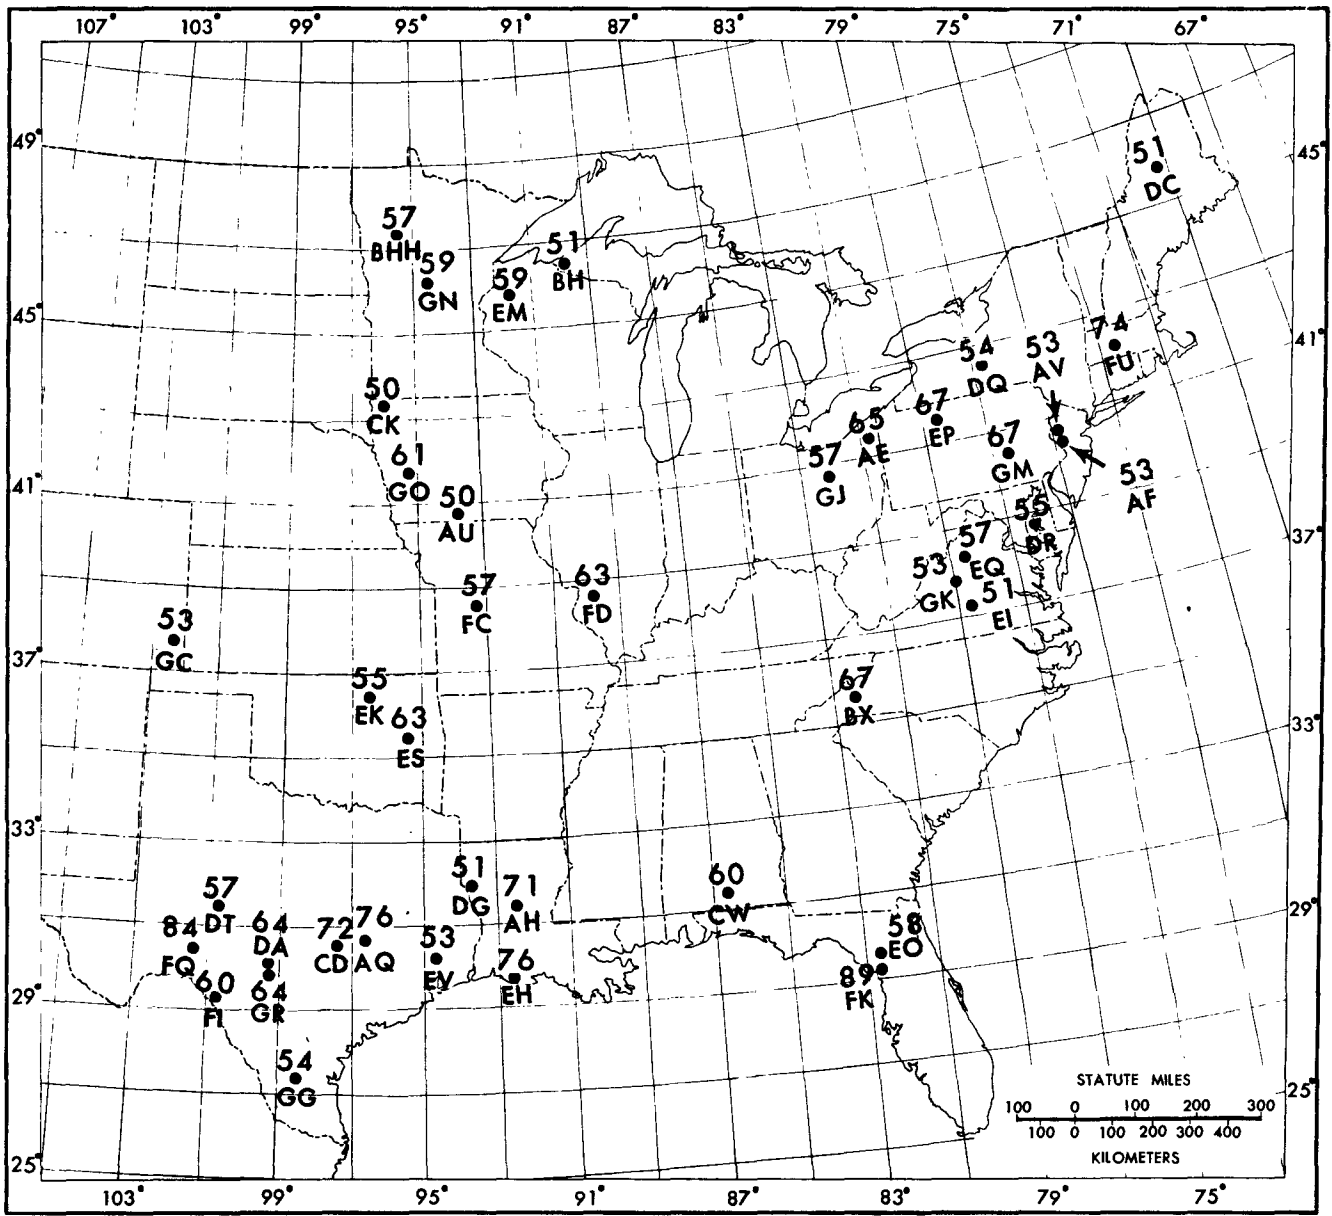 107° 103° 95° 91° 87° 83° 79° 75° 71° 67°
49°
45°
51
DC
57
BHH
59
GN
59
EM
51
BH
45°
41°
74
FU
53
AV
54
DQ
67
EP
65
AE
57
GJ
67
GM
53
AF
50
CK
61
GO
50
AU
41°
55
DR
37°
57
EQ
53
GK
51
EI
57
FC
63
FD
53
GC
37°
55
EK
63
ES
67
BX
33°
33°
51
DG
71
AH
60
CW
57
DT
84
FQ
64
DA
72
CD
76
AQ
53
EV
76
EH
58
EO
89
FK
29°
60
FI
64
GR
29°
54
GG
STATUTE MILES
100 0 100 200 300
100 0 100 200 300 400
KILOMETERS
25°
25°
103° 99° 95° 91° 87° 83° 79° 75°